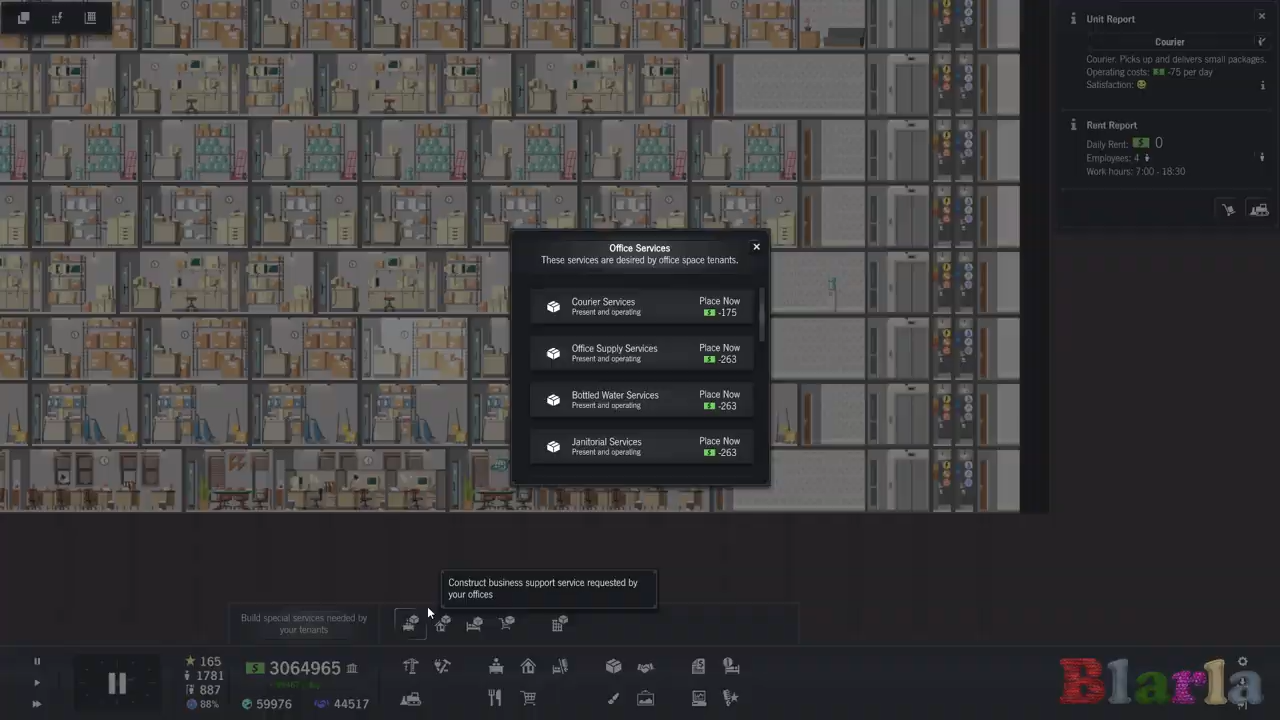 Unit Report
Courier
Courier. Picks up and delivers small packages.
Operating costs: -75 per day
Satisfaction:
Rent Report
Daily Rent: 0
Employees: 4
Work hours: 7:00 - 18:30
Office Services
These services are desired by office space tenants.
Courier Services
Present and operating
Place Now
-175
Office Supply Services
Present and operating
Place Now
-263
Bottled Water Services
Present and operating
Place Now
-263
Janitorial Services
Present and operating
Place Now
-263
Construct business support service requested by
your offices
Build special services needed by
your tenants
165
1781
887
88%
3064965
59976
44517
Blarla